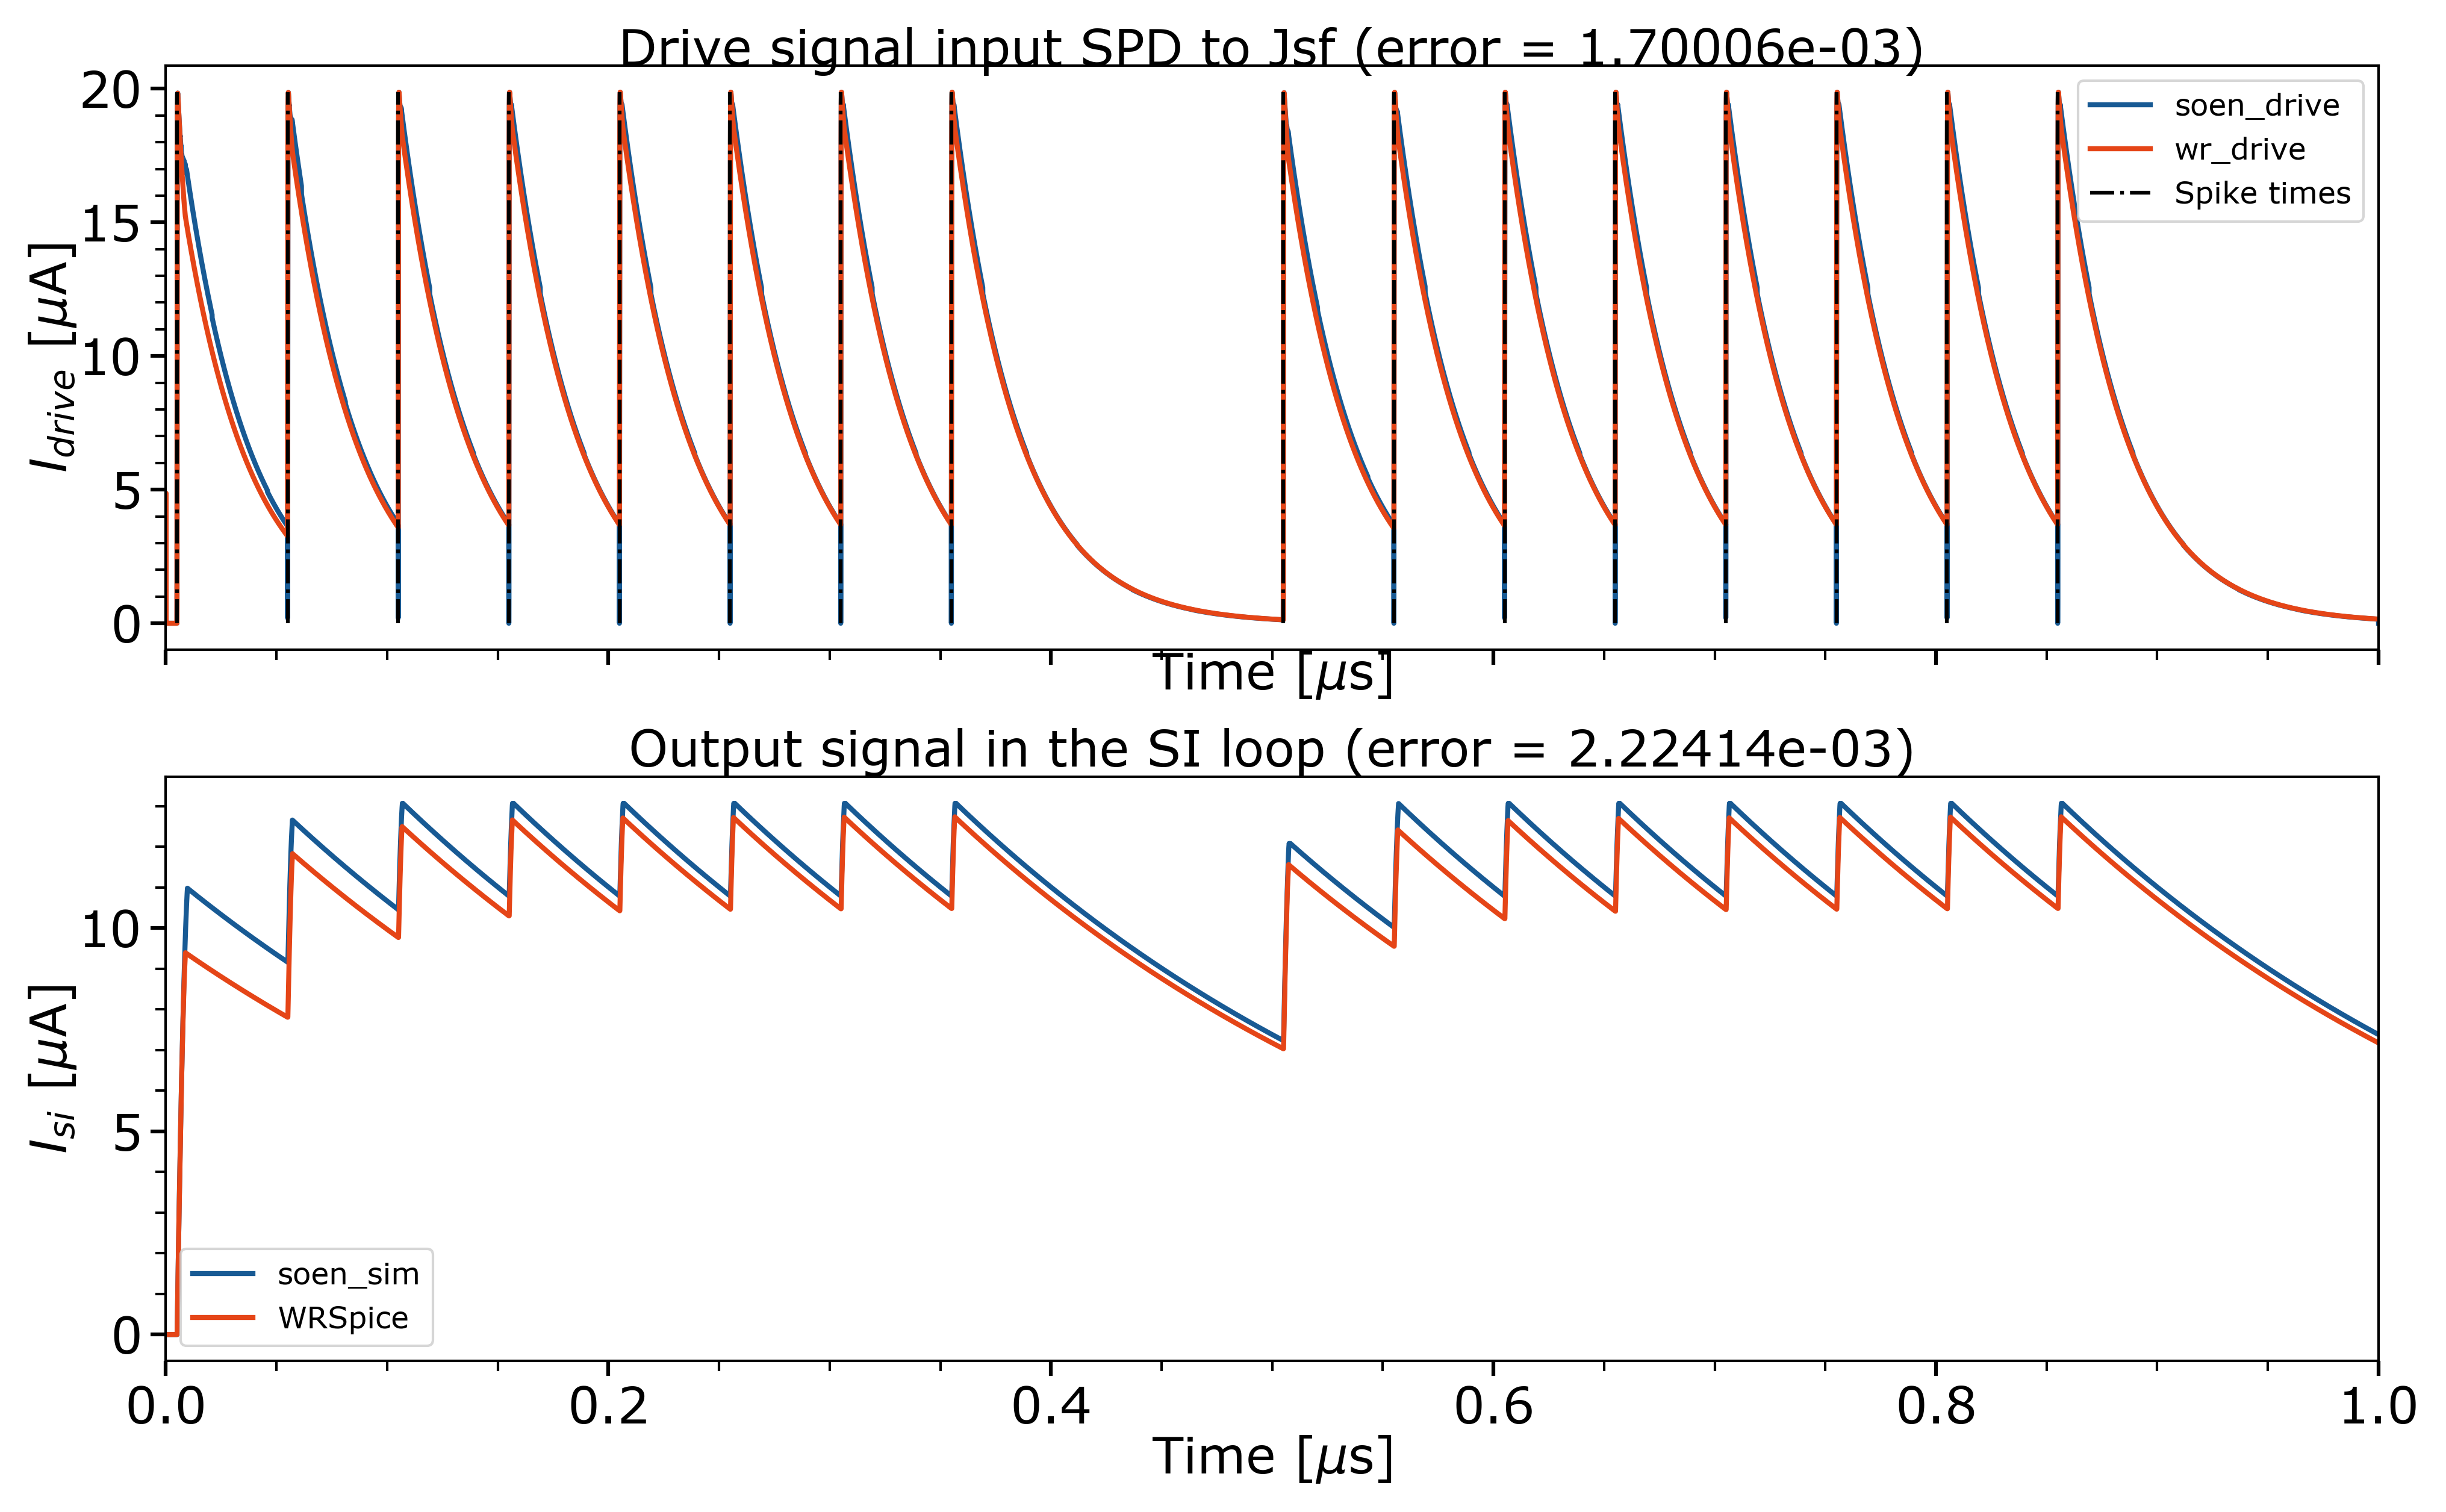 Drive signal input SPD to Jsf (error = 1.70006e-03)
20
15
10
5
0
I_drive [μA]
soen_drive
wr_drive
Spike times
Time [μs]
Output signal in the SI loop (error = 2.22414e-03)
10
5
0
I_si [μA]
soen_sim
WRSpice
0.0 0.2 0.4 0.6 0.8 1.0
Time [μs]